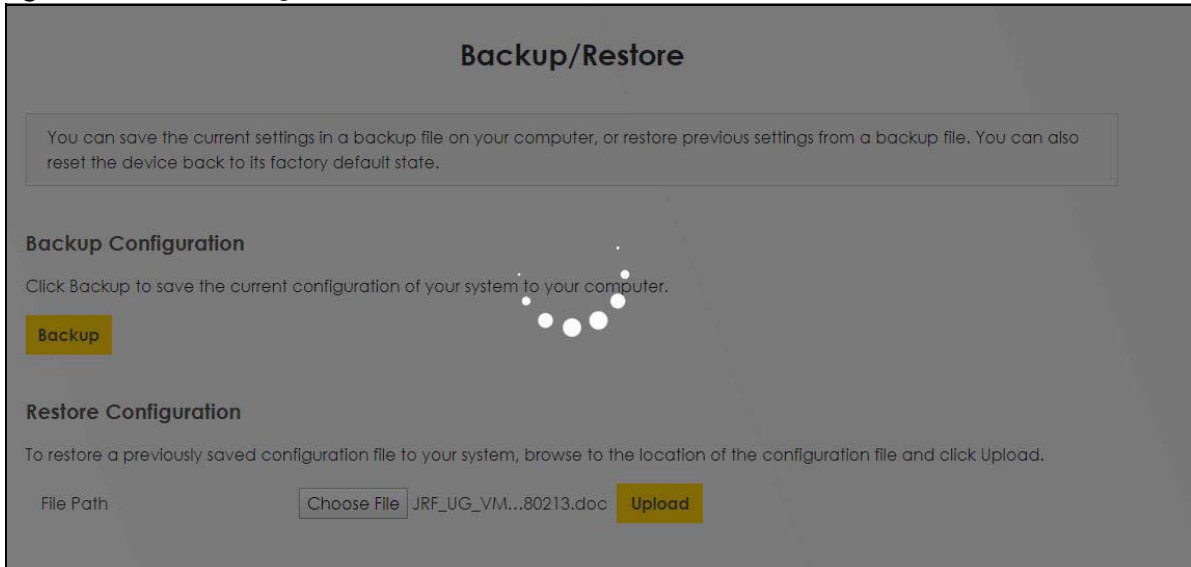 Backup/Restore
You can save the current settings in a backup file on your computer, or restore previous settings from a backup file. You can also
reset the device back to its factory default state.
Backup Configuration
Click Backup to save the current configuration of your system to your computer.
Backup
Restore Configuration
To restore a previously saved configuration file to your system, browse to the location of the configuration file and click Upload.
File Path Choose File JRF_UG_VM...80213.doc Upload